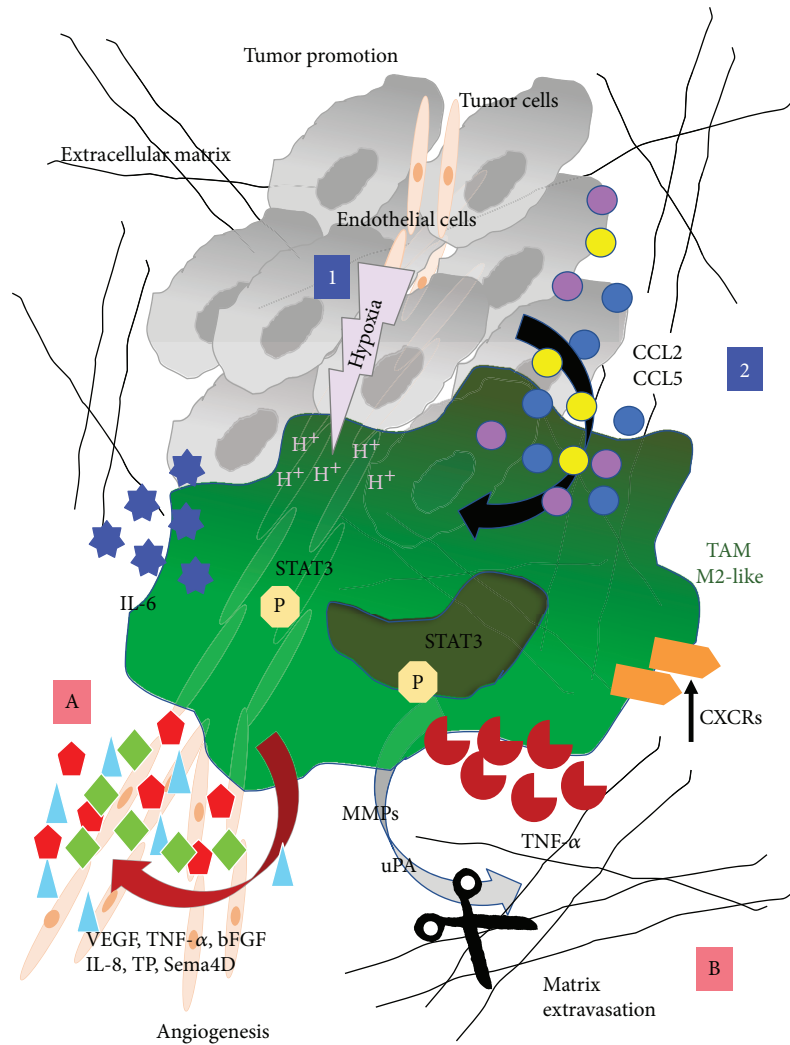 Tumor promotion
Tumor cells
Extracellular matrix
Endothelial cells
1
Hypoxia
CCL2
CCL5
2
H+
H+
H+
H+
H+
STAT3
P
TAM
M2-like
IL-6
STAT3
P
A
CXCRs
MMPs
TNF-α
uPA
VEGF, TNF-α, bFGF
IL-8, TP, Sema4D
B
Matrix
extravasation
Angiogenesis